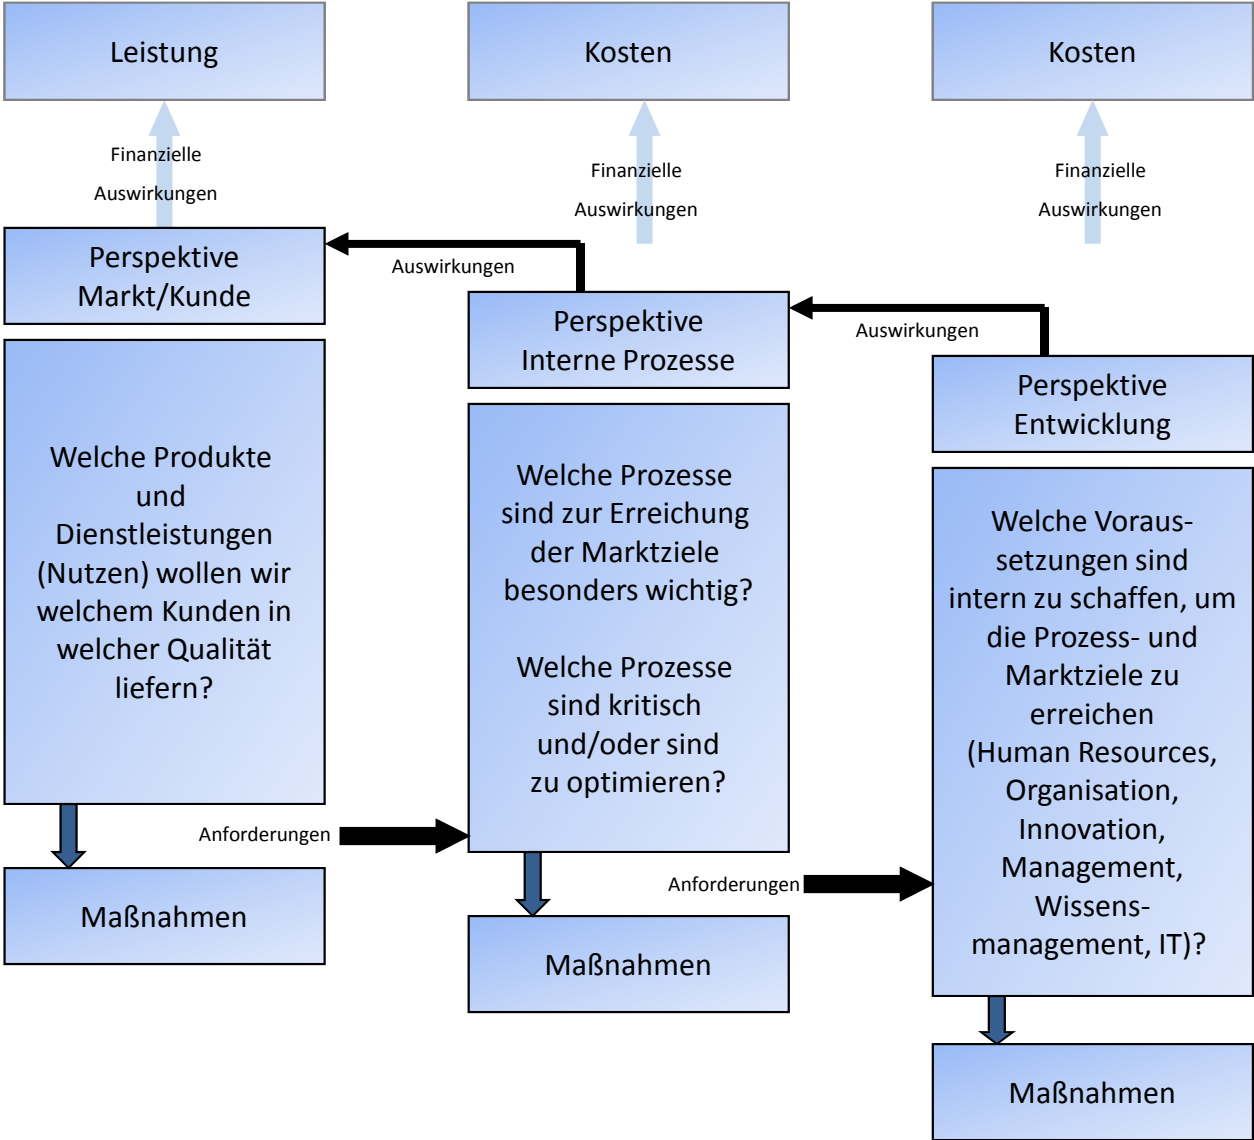 Leistung
Kosten
Kosten
Finanzielle
Auswirkungen
Finanzielle
Auswirkungen
Finanzielle
Auswirkungen
Perspektive
Markt/Kunde
Auswirkungen
Perspektive
Interne Prozesse
Auswirkungen
Perspektive
Entwicklung
Welche Produkte
und
Dienstleistungen
(Nutzen) wollen wir
welchem Kunden in
welcher Qualität
liefern?
Welche Prozesse
sind zur Erreichung
der Marktziele
besonders wichtig?
Welche Prozesse
sind kritisch
und/oder sind
zu optimieren?
Welche Voraus-
setzungen sind
intern zu schaffen, um
die Prozess- und
Marktziele zu
erreichen
(Human Resources,
Organisation,
Innovation,
Management,
Wissens-
management, IT)?
Anforderungen
Anforderungen
Maßnahmen
Maßnahmen
Maßnahmen